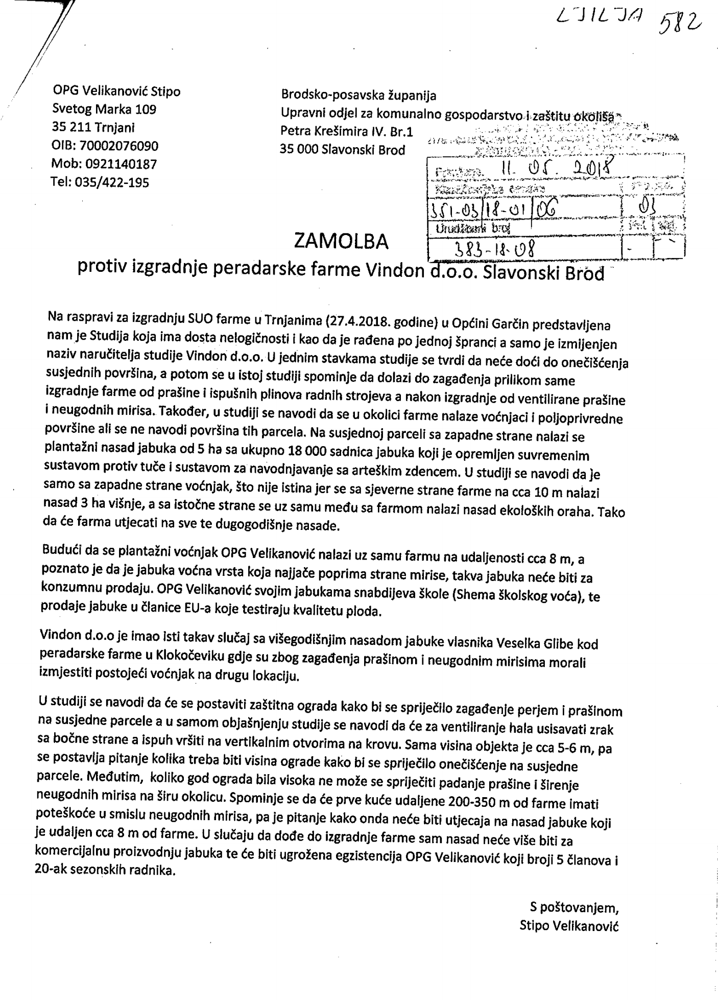 LJILJA 582
OPG Velikanović Stipo
Svetog Marka 109
35 211 Trnjani
OIB: 70002076090
Mob: 0921140187
Tel: 035/422-195
Brodsko-posavska županija
Upravni odjel za komunalno gospodarstvo i zaštitu okoliša
Petra Krešimira IV. Br.1
35 000 Slavonski Brod
11. 05. 2018
351-03/18-01/06 03
Urudžbeni broj
383-18-08 -
ZAMOLBA
protiv izgradnje peradarske farme Vindon d.o.o. Slavonski Brod
Na raspravi za izgradnju SUO farme u Trnjanima (27.4.2018. godine) u Općini Garčin predstavljena
nam je Studija koja ima dosta nelogičnosti i kao da je rađena po jednoj špranci a samo je izmijenjen
naziv naručitelja studije Vindon d.o.o. U jednim stavkama studije se tvrdi da neće doći do onečišćenja
susjednih površina, a potom se u istoj studiji spominje da dolazi do zagađenja prilikom same
izgradnje farme od prašine i ispušnih plinova radnih strojeva a nakon izgradnje od ventilirane prašine
i neugodnih mirisa. Također, u studiji se navodi da se u okolici farme nalaze voćnjaci i poljoprivredne
površine ali se ne navodi površina tih parcela. Na susjednoj parceli sa zapadne strane nalazi se
plantažni nasad jabuka od 5 ha sa ukupno 18 000 sadnica jabuka koji je opremljen suvremenim
sustavom protiv tuče i sustavom za navodnjavanje sa arteškim zdencem. U studiji se navodi da je
samo sa zapadne strane voćnjak, što nije istina jer se sa sjeverne strane farme na cca 10 m nalazi
nasad 3 ha višnje, a sa istočne strane se uz samu među sa farmom nalazi nasad ekoloških oraha. Tako
da će farma utjecati na sve te dugogodišnje nasade.
Budući da se plantažni voćnjak OPG Velikanović nalazi uz samu farmu na udaljenosti cca 8 m, a
poznato je da je jabuka voćna vrsta koja najjače poprima strane mirise, takva jabuka neće biti za
konzumnu prodaju. OPG Velikanović svojim jabukama snabdijeva škole (Shema školskog voća), te
prodaje jabuke u članice EU-a koje testiraju kvalitetu ploda.
Vindon d.o.o je imao isti takav slučaj sa višegodišnjim nasadom jabuke vlasnika Veselka Glibe kod
peradarske farme u Klokočeviku gdje su zbog zagađenja prašinom i neugodnim mirisima morali
izmjestiti postojeći voćnjak na drugu lokaciju.
U studiji se navodi da će se postaviti zaštitna ograda kako bi se spriječilo zagađenje perjem i prašinom
na susjedne parcele a u samom objašnjenju studije se navodi da će za ventiliranje hala usisavati zrak
sa bočne strane a ispuh vršiti na vertikalnim otvorima na krovu. Sama visina objekta je cca 5-6 m, pa
se postavlja pitanje kolika treba biti visina ograde kako bi se spriječilo onečišćenje na susjedne
parcele. Međutim, koliko god ograda bila visoka ne može se spriječiti padanje prašine i širenje
neugodnih mirisa na širu okolicu. Spominje se da će prve kuće udaljene 200-350 m od farme imati
poteškoće u smislu neugodnih mirisa, pa je pitanje kako onda neće biti utjecaja na nasad jabuke koji
je udaljen cca 8 m od farme. U slučaju da dođe do izgradnje farme sam nasad neće više biti za
komercijalnu proizvodnju jabuka te će biti ugrožena egzistencija OPG Velikanović koji broji 5 članova i
20-ak sezonskih radnika.
S poštovanjem,
Stipo Velikanović